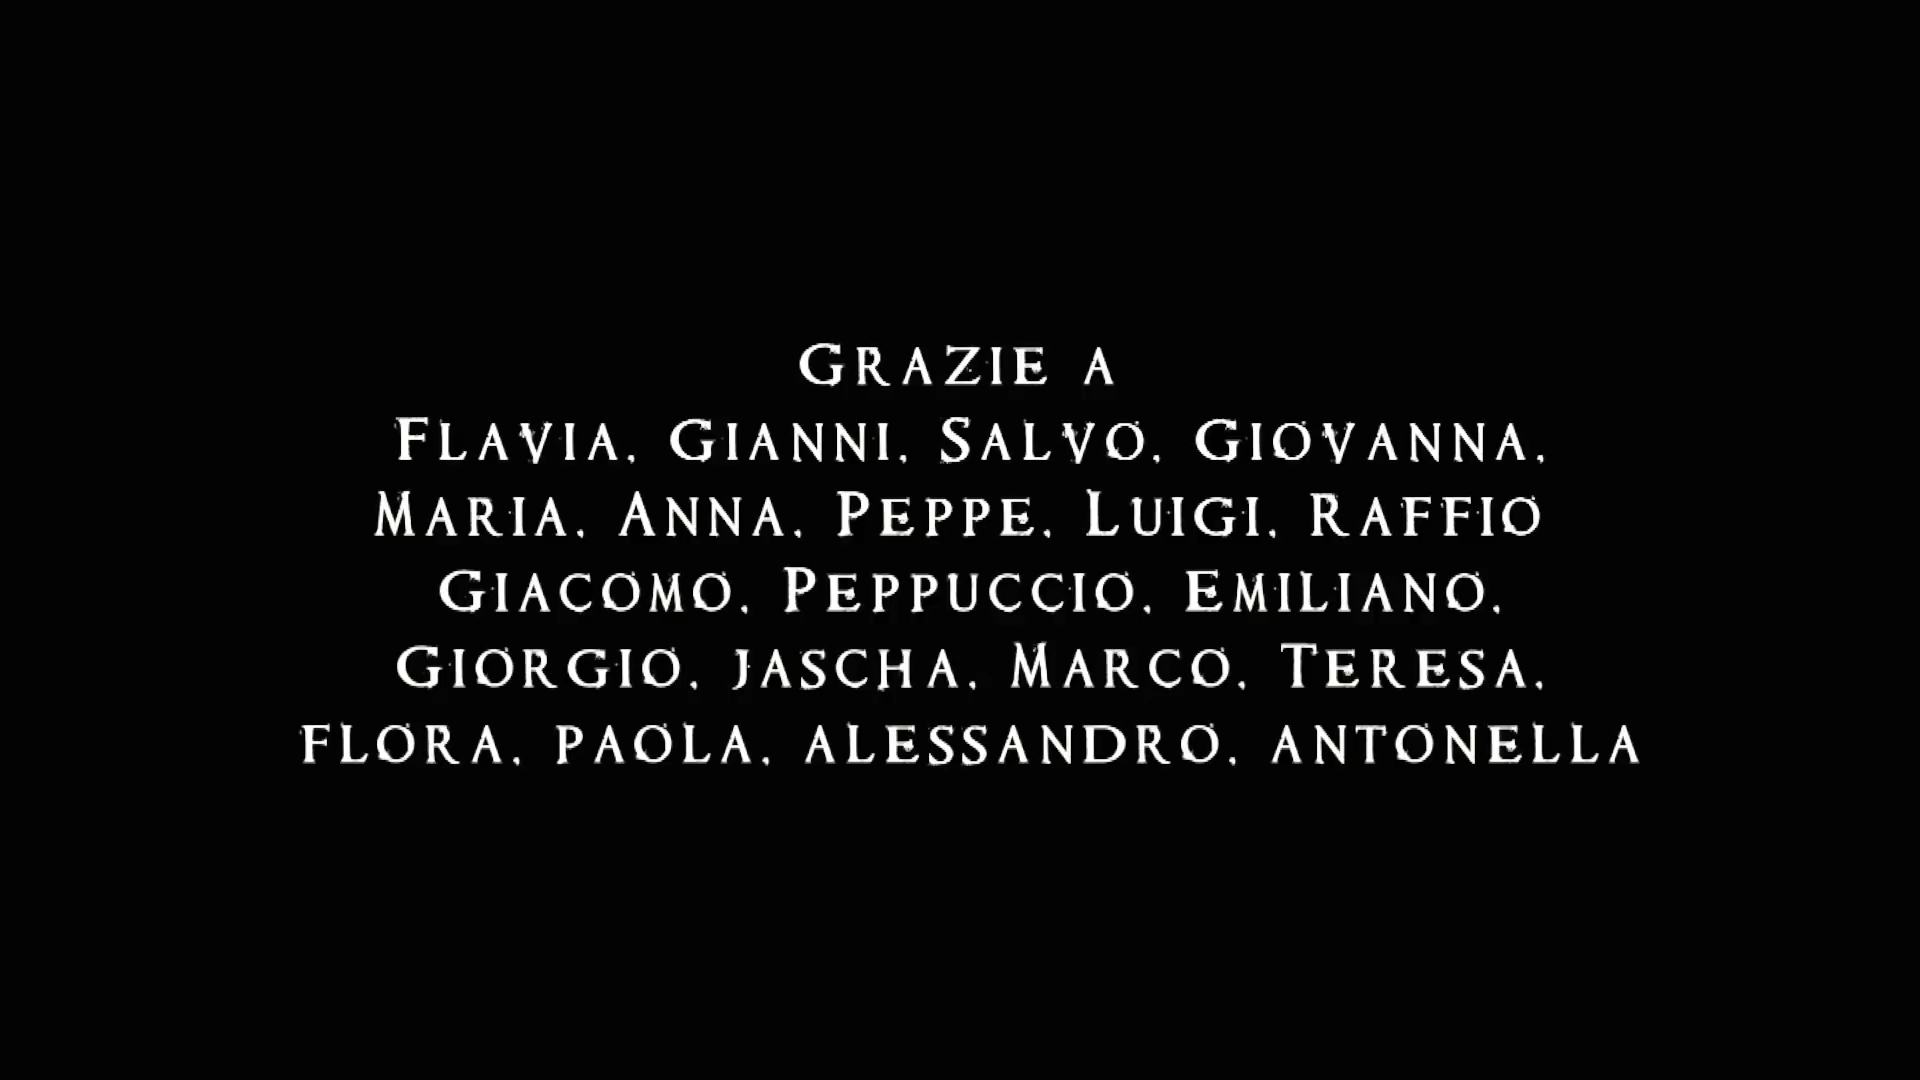 Grazie a
Flavia, Gianni, Salvo, Giovanna,
Maria, Anna, Peppe, Luigi, Raffio
Giacomo, Peppuccio, Emiliano,
Giorgio, jascha, Marco, Teresa,
flora, paola, alessandro, antonella